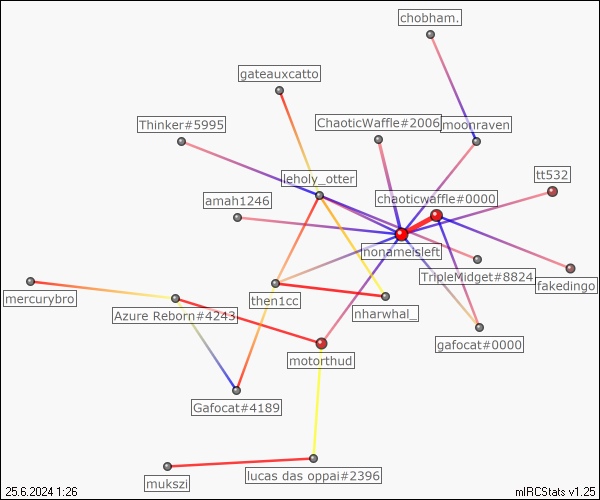 chobham.
gateauxcatto
Thinker#5995
ChaoticWaffle#2006
moonraven
leholy_otter
tt532
amah1246
chaoticwaffle#0000
nonameisleft
TripleMidget#8824
fakedingo
mercurybro
then1cc
Azure Reborn#4243
nharwhal_
gafocat#0000
motorthud
Gafocat#4189
lucas das oppai#2396
mukszi
25.6.2024 1:26
mIRCStats v1.25